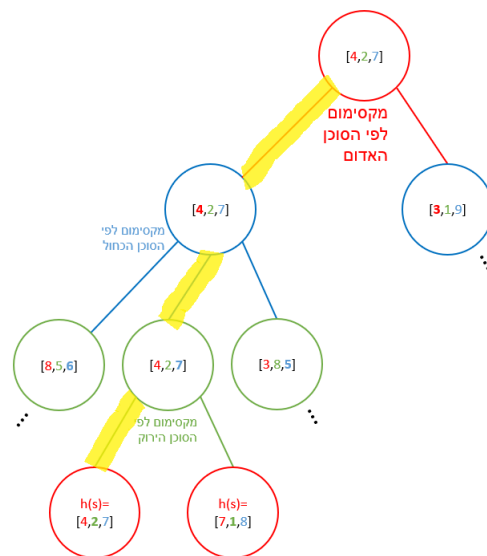 [4,2,7]
מקסימום
לפי הסוכן
האדום
[4,2,7]
[3,1,9]
מקסימום לפי
הסוכן הכחול
[8,5,6]
[4,2,7]
[3,8,5]
מקסימום לפי
הסוכן הירוק
h(s)=
[4,2,7]
h(s)=
[7,1,8]